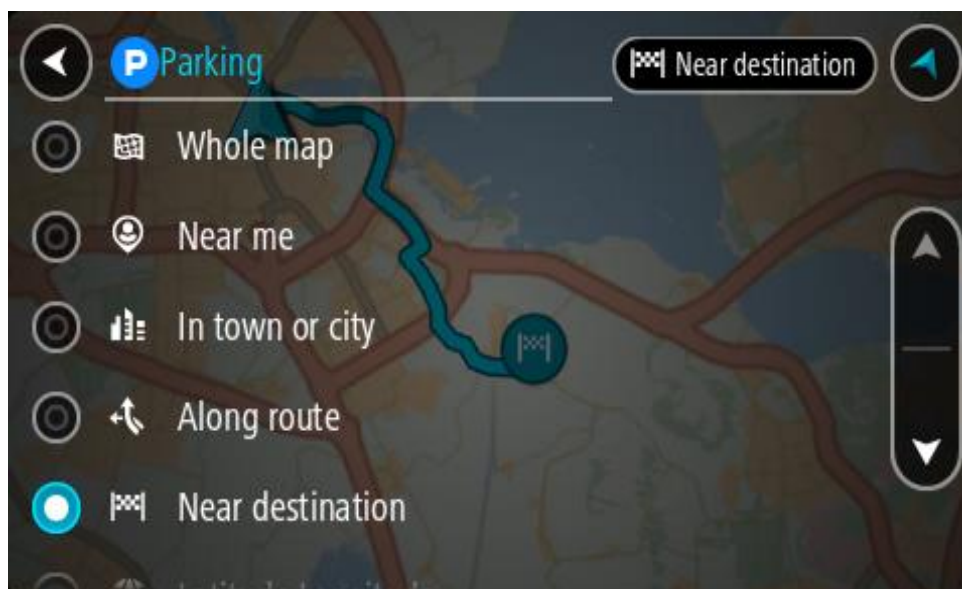 P Parking
Near destination
Whole map
Near me
In town or city
Along route
Near destination